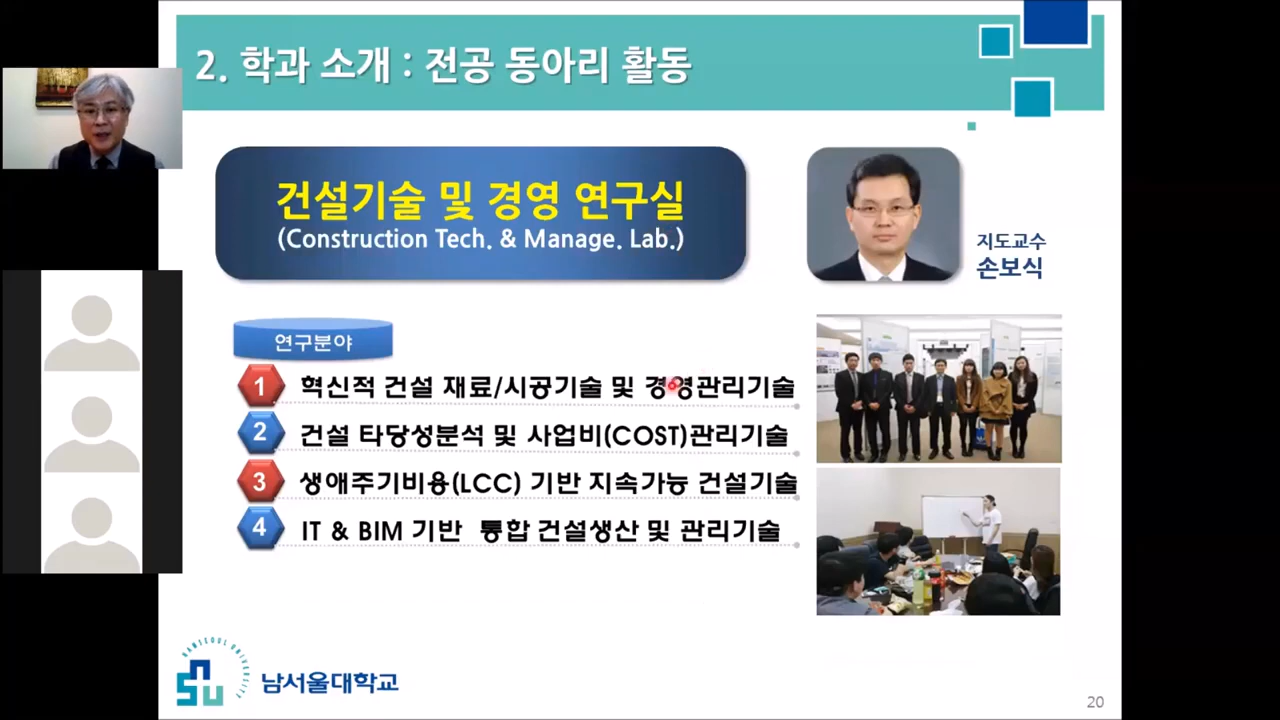 2. 학과 소개 : 전공 동아리 활동
건설기술 및 경영 연구실
(Construction Tech. & Manage. Lab.)
지도교수
손보식
연구분야
1 혁신적 건설 재료/시공기술 및 경영관리기술
2 건설 타당성분석 및 사업비(COST)관리기술
3 생애주기비용(LCC) 기반 지속가능 건설기술
4 IT & BIM 기반 통합 건설생산 및 관리기술
NAMSEOUL UNIVERSITY
nsu
남서울대학교
20